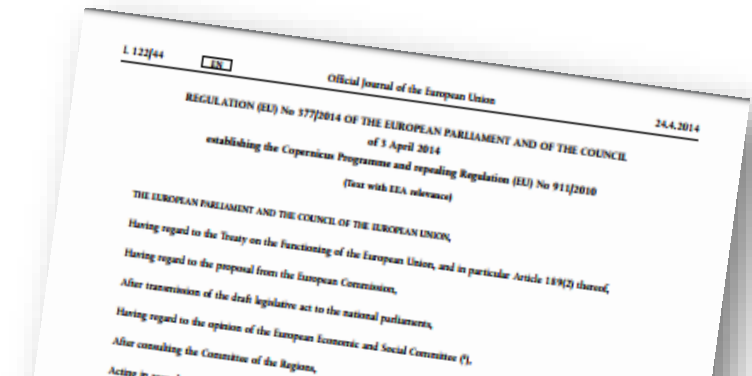 L 122/44
EN
Official Journal of the European Union
24.4.2014
REGULATION (EU) No 377/2014 OF THE EUROPEAN PARLIAMENT AND OF THE COUNCIL
of 3 April 2014
establishing the Copernicus Programme and repealing Regulation (EU) No 911/2010
(Text with EEA relevance)
THE EUROPEAN PARLIAMENT AND THE COUNCIL OF THE EUROPEAN UNION,
Having regard to the Treaty on the Functioning of the European Union, and in particular Article 189(2) thereof,
Having regard to the proposal from the European Commission,
After transmission of the draft legislative act to the national parliaments,
Having regard to the opinion of the European Economic and Social Committee (¹),
After consulting the Committee of the Regions,
Acting in